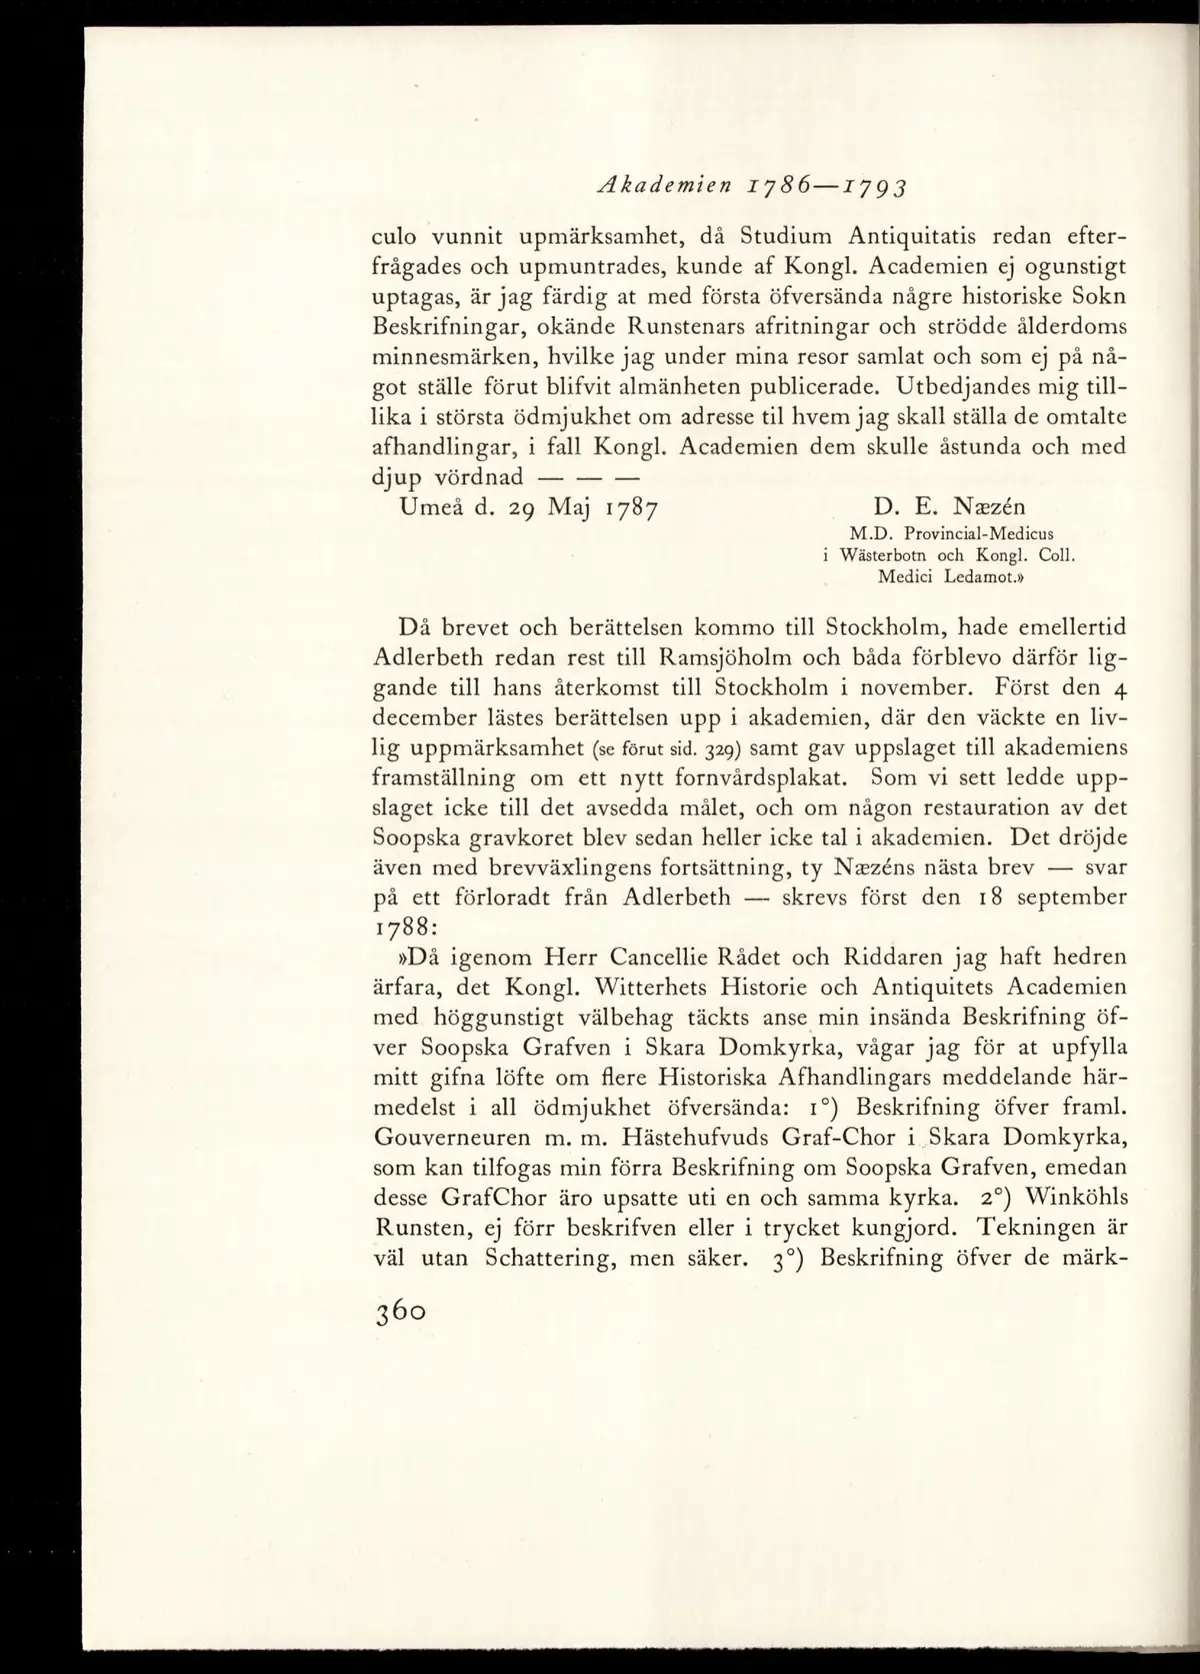 Akademien 1786—1793
culo vunnit upmärksamhet, då Studium Antiquitatis redan efter-
frågades och upmuntrades, kunde af Kongl. Academien ej ogunstigt
uptagas, är jag färdig at med första öfversända någre historiske Sokn
Beskrifningar, okände Runstenars afritningar och strödde ålderdoms
minnesmärken, hvilke jag under mina resor samlat och som ej på nå-
got ställe förut blifvit almänheten publicerade. Utbedjandes mig till-
lika i största ödmjukhet om adresse til hvem jag skall ställa de omtalte
afhandlingar, i fall Kongl. Academien dem skulle åstunda och med
djup vördnad — — —
Umeå d. 29 Maj 1787 D. E. Næzén
M.D. Provincial-Medicus
i Wästerbotn och Kongl. Coll.
Medici Ledamot.»
Då brevet och berättelsen kommo till Stockholm, hade emellertid
Adlerbeth redan rest till Ramsjöholm och båda förblevo därför lig-
gande till hans återkomst till Stockholm i november. Först den 4
december lästes berättelsen upp i akademien, där den väckte en liv-
lig uppmärksamhet (se förut sid. 329) samt gav uppslaget till akademiens
framställning om ett nytt fornvårdsplakat. Som vi sett ledde upp-
slaget icke till det avsedda målet, och om någon restauration av det
Soopska gravkoret blev sedan heller icke tal i akademien. Det dröjde
även med brevväxlingens fortsättning, ty Næzéns nästa brev — svar
på ett förloradt från Adlerbeth — skrevs först den 18 september
1788:
»Då igenom Herr Cancellie Rådet och Riddaren jag haft hedren
ärfara, det Kongl. Witterhets Historie och Antiquitets Academien
med höggunstigt välbehag täckts anse min insända Beskrifning öf-
ver Soopska Grafven i Skara Domkyrka, vågar jag för at upfylla
mitt gifna löfte om flere Historiska Afhandlingars meddelande här-
medelst i all ödmjukhet öfversända: 1°) Beskrifning öfver framl.
Gouverneuren m. m. Hästehufvuds Graf-Chor i Skara Domkyrka,
som kan tilfogas min förra Beskrifning om Soopska Grafven, emedan
desse GrafChor äro upsatte uti en och samma kyrka. 2°) Winköhls
Runsten, ej förr beskrifven eller i trycket kungjord. Tekningen är
väl utan Schattering, men säker. 3°) Beskrifning öfver de märk-
360